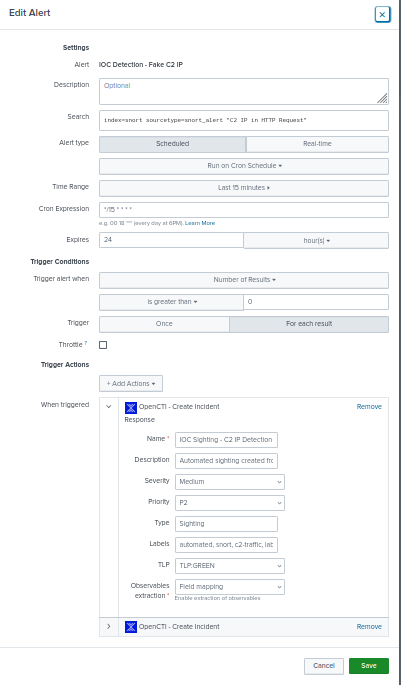 Edit Alert
×
Settings
Alert IOC Detection - Fake C2 IP
Description Optional
Search index=snort sourcetype=snort_alert "C2 IP in HTTP Request"
Alert type Scheduled Real-time
Run on Cron Schedule
Time Range Last 15 minutes
Cron Expression */15 * * * *
e.g. 00 18 *** (every day at 6PM). Learn More
Expires 24 hour(s)
Trigger Conditions
Trigger alert when Number of Results
is greater than 0
Trigger Once For each result
Throttle ?
Trigger Actions
+ Add Actions
When triggered OpenCTI - Create Incident Remove
Response
Name * IOC Sighting - C2 IP Detection
Description Automated sighting created frc
Severity Medium
Priority P2
Type Sighting
Labels automated, snort, c2-traffic, lat
TLP TLP:GREEN
Observables extraction * Field mapping
Enable extraction of observables
OpenCTI - Create Incident Remove
Cancel Save